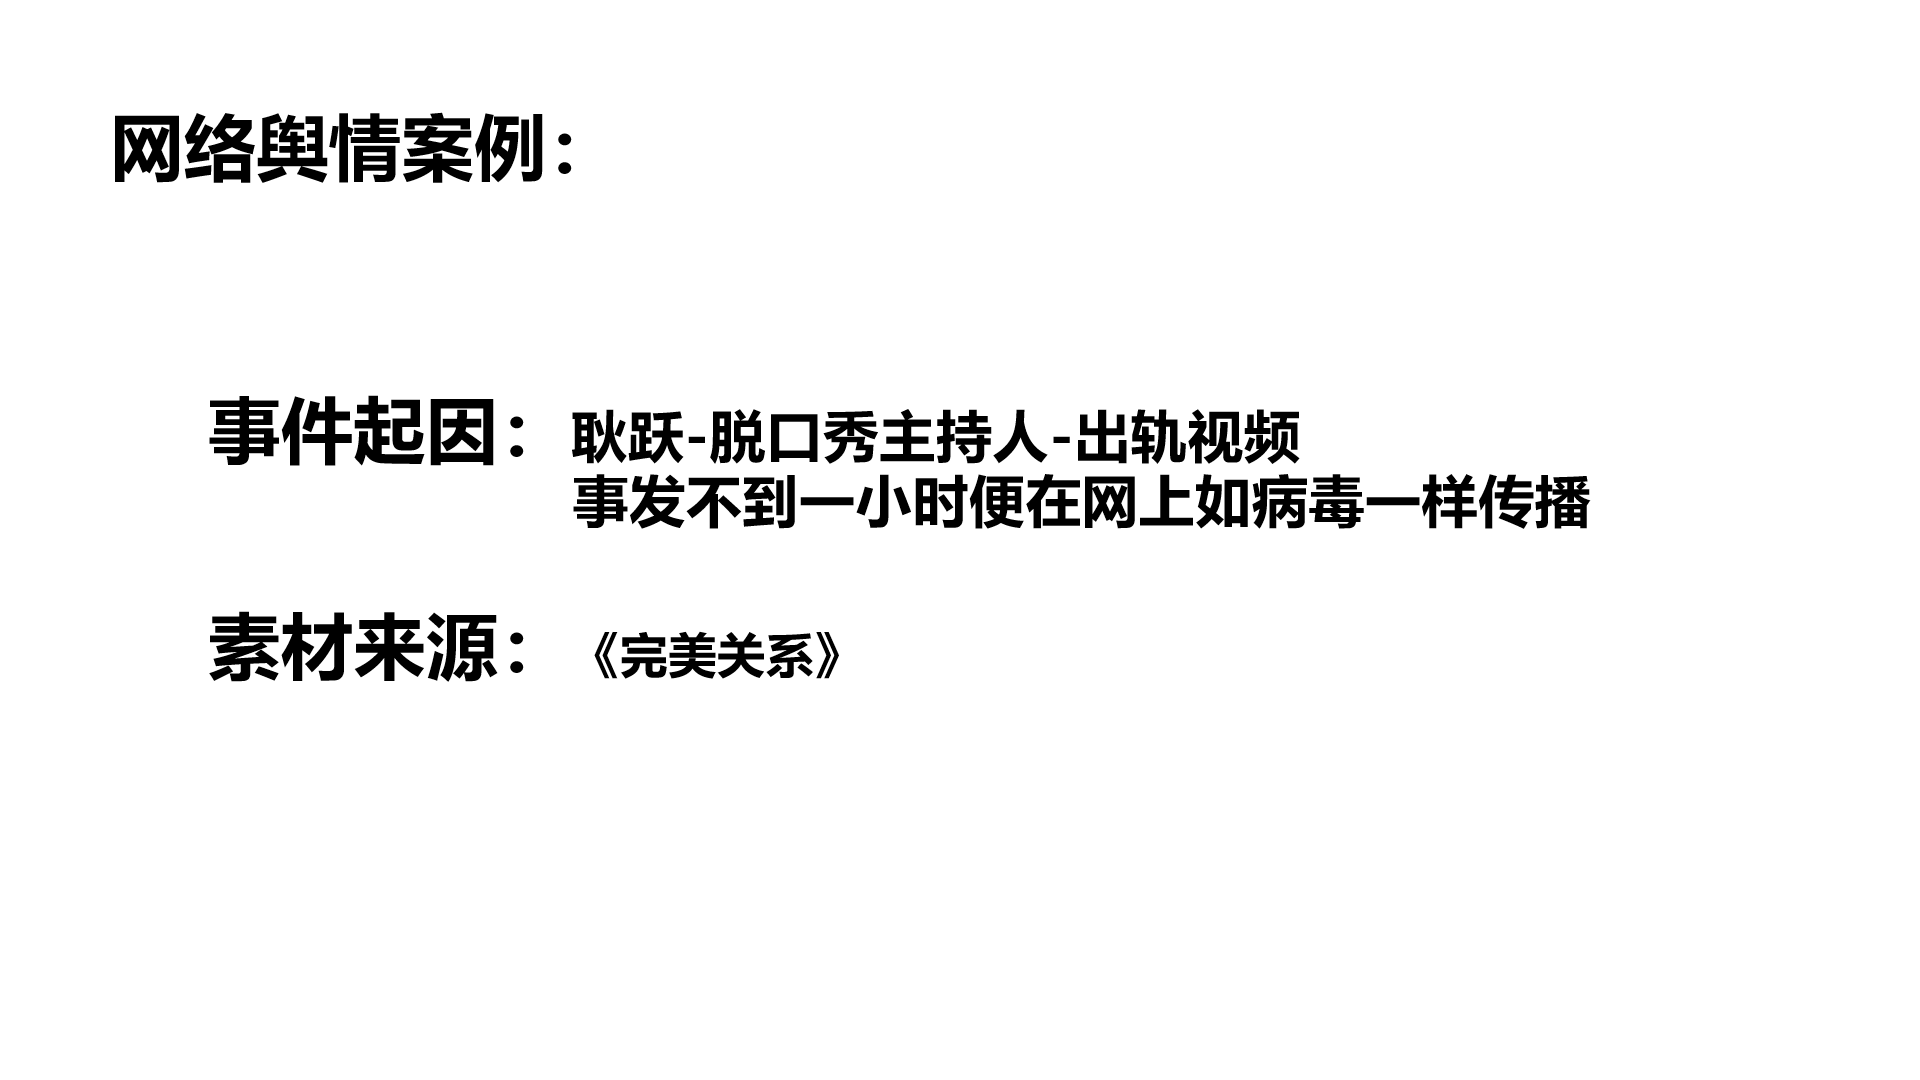 网络舆情案例：
事件起因：耿跃-脱口秀主持人-出轨视频
事发不到一小时便在网上如病毒一样传播
素材来源：《完美关系》